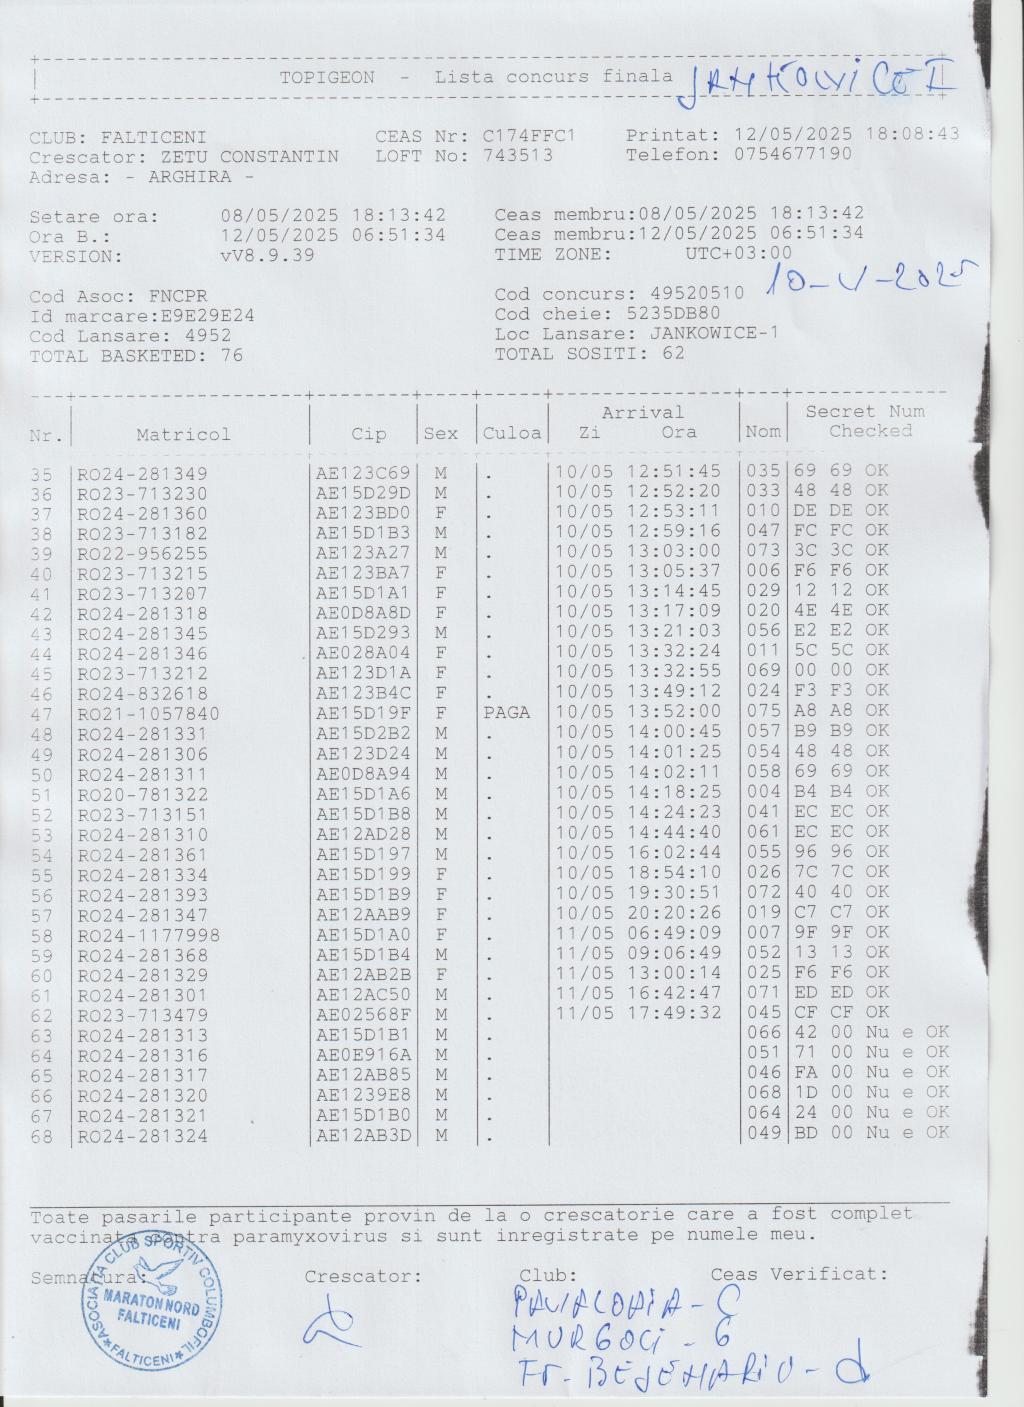 TOPIGEON - Lista concurs finala JANKOWICE II
CLUB: FALTICENI CEAS Nr: C174FFC1 Printat: 12/05/2025 18:08:43
Crescator: ZETU CONSTANTIN LOFT No: 743513 Telefon: 0754677190
Adresa: - ARGHIRA -
Setare ora: 08/05/2025 18:13:42 Ceas membru:08/05/2025 18:13:42
Ora B.: 12/05/2025 06:51:34 Ceas membru:12/05/2025 06:51:34
VERSION: vV8.9.39 TIME ZONE: UTC+03:00
10-V-2025
Cod Asoc: FNCPR Cod concurs: 49520510
Id marcare:E9E29E24 Cod cheie: 5235DB80
Cod Lansare: 4952 Loc Lansare: JANKOWICE-1
TOTAL BASKETED: 76 TOTAL SOSITI: 62
Arrival Secret Num
Nr. Matricol Cip Sex Culoa Zi Ora Nom Checked
35 RO24-281349 AE123C69 M . 10/05 12:51:45 035 69 69 OK
36 RO23-713230 AE15D29D M . 10/05 12:52:20 033 48 48 OK
37 RO24-281360 AE123BD0 F . 10/05 12:53:11 010 DE DE OK
38 RO23-713182 AE15D1B3 M . 10/05 12:59:16 047 FC FC OK
39 RO22-956255 AE123A27 M . 10/05 13:03:00 073 3C 3C OK
40 RO23-713215 AE123BA7 F . 10/05 13:05:37 006 F6 F6 OK
41 RO23-713207 AE15D1A1 F . 10/05 13:14:45 029 12 12 OK
42 RO24-281318 AE0D8A8D F . 10/05 13:17:09 020 4E 4E OK
43 RO24-281345 AE15D293 M . 10/05 13:21:03 056 E2 E2 OK
44 RO24-281346 AE028A04 F . 10/05 13:32:24 011 5C 5C OK
45 RO23-713212 AE123D1A F . 10/05 13:32:55 069 00 00 OK
46 RO24-832618 AE123B4C F . 10/05 13:49:12 024 F3 F3 OK
47 RO21-1057840 AE15D19F F PAGA 10/05 13:52:00 075 A8 A8 OK
48 RO24-281331 AE15D2B2 M . 10/05 14:00:45 057 B9 B9 OK
49 RO24-281306 AE123D24 M . 10/05 14:01:25 054 48 48 OK
50 RO24-281311 AE0D8A94 M . 10/05 14:02:11 058 69 69 OK
51 RO20-781322 AE15D1A6 M . 10/05 14:18:25 004 B4 B4 OK
52 RO23-713151 AE15D1B8 M . 10/05 14:24:23 041 EC EC OK
53 RO24-281310 AE12AD28 M . 10/05 14:44:40 061 EC EC OK
54 RO24-281361 AE15D197 M . 10/05 16:02:44 055 96 96 OK
55 RO24-281334 AE15D199 F . 10/05 18:54:10 026 7C 7C OK
56 RO24-281393 AE15D1B9 F . 10/05 19:30:51 072 40 40 OK
57 RO24-281347 AE12AAB9 F . 10/05 20:20:26 019 C7 C7 OK
58 RO24-1177998 AE15D1A0 F . 11/05 06:49:09 007 9F 9F OK
59 RO24-281368 AE15D1B4 M . 11/05 09:06:49 052 13 13 OK
60 RO24-281329 AE12AB2B F . 11/05 13:00:14 025 F6 F6 OK
61 RO24-281301 AE12AC50 M . 11/05 16:42:47 071 ED ED OK
62 RO23-713479 AE02568F M . 11/05 17:49:32 045 CF CF OK
63 RO24-281313 AE15D1B1 M . 066 42 00 Nu e OK
64 RO24-281316 AE0E916A M . 051 71 00 Nu e OK
65 RO24-281317 AE12AB85 M . 046 FA 00 Nu e OK
66 RO24-281320 AE1239E8 M . 068 1D 00 Nu e OK
67 RO24-281321 AE15D1B0 M . 064 24 00 Nu e OK
68 RO24-281324 AE12AB3D M . 049 BD 00 Nu e OK
Toate pasarile participante provin de la o crescatorie care a fost complet
vaccinata contra paramyxovirus si sunt inregistrate pe numele meu.
Semnatura: Crescator: Club: Ceas Verificat:
ASOCIATIA CLUB SPORTIV COLUMBOFIL
MARATON NORD
FALTICENI
*FALTICENI*
MURGOCI - G